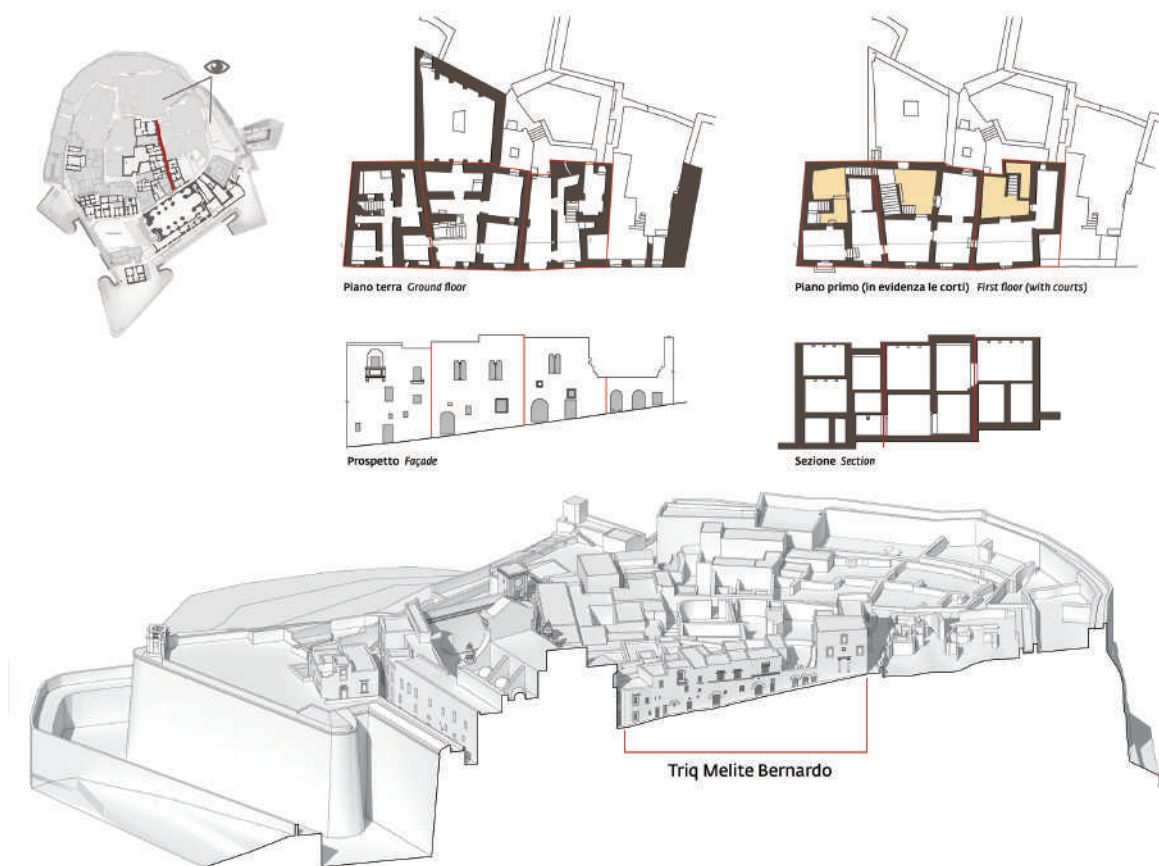 Piano terra Ground floor
Piano primo (in evidenza le corti) First floor (with courts)
Prospetto Façade
Sezione Section
Triq Melite Bernardo